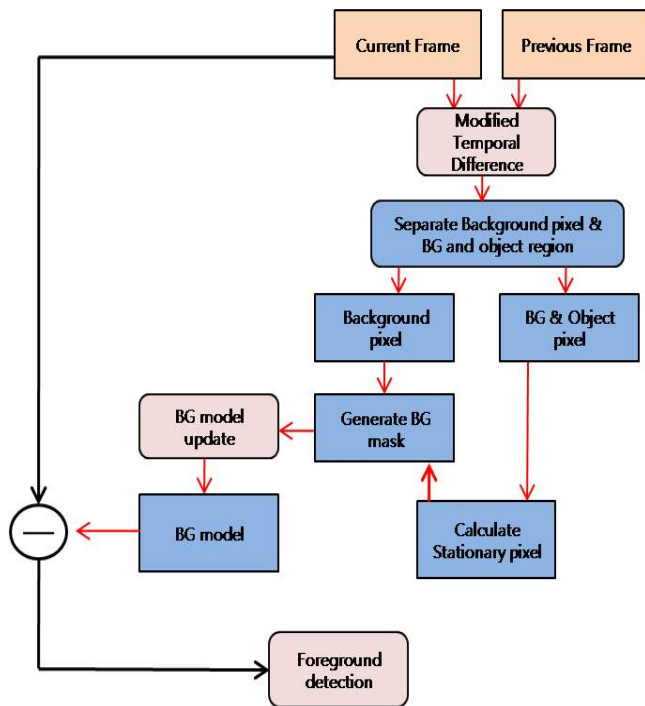 Current Frame
Previous Frame
Modified
Temporal
Difference
Separate Background pixel &
BG and object region
Background
pixel
BG & Object
pixel
BG model
update
Generate BG
mask
BG model
Calculate
Stationary pixel
Foreground
detection